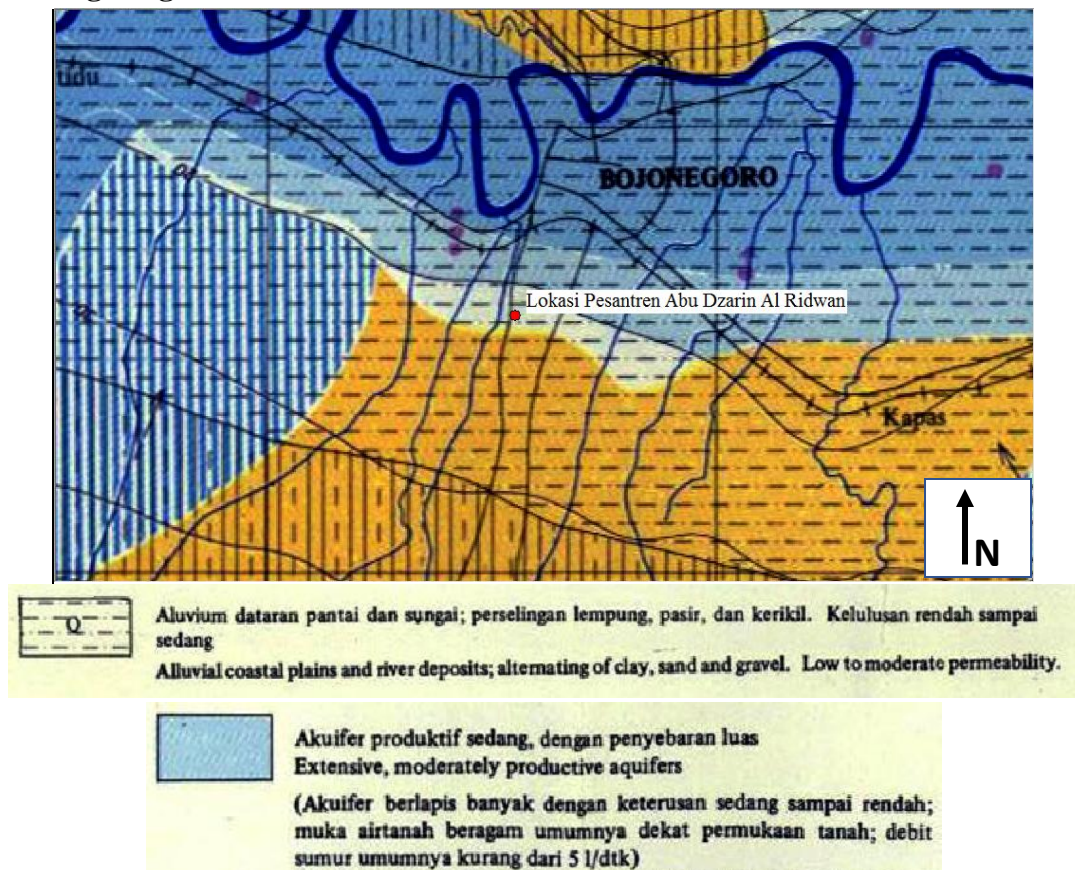 tidu
BOJONEGORO
Lokasi Pesantren Abu Dzarin Al Ridwan
Kapas
N
Q
Aluvium dataran pantai dan sungai; perselingan lempung, pasir, dan kerikil. Kelulusan rendah sampai
sedang
Alluvial coastal plains and river deposits; alternating of clay, sand and gravel. Low to moderate permeability.
Akuifer produktif sedang, dengan penyebaran luas
Extensive, moderately productive aquifers
(Akuifer berlapis banyak dengan keterusan sedang sampai rendah;
muka airtanah beragam umumnya dekat permukaan tanah; debit
sumur umumnya kurang dari 5 l/dtk)